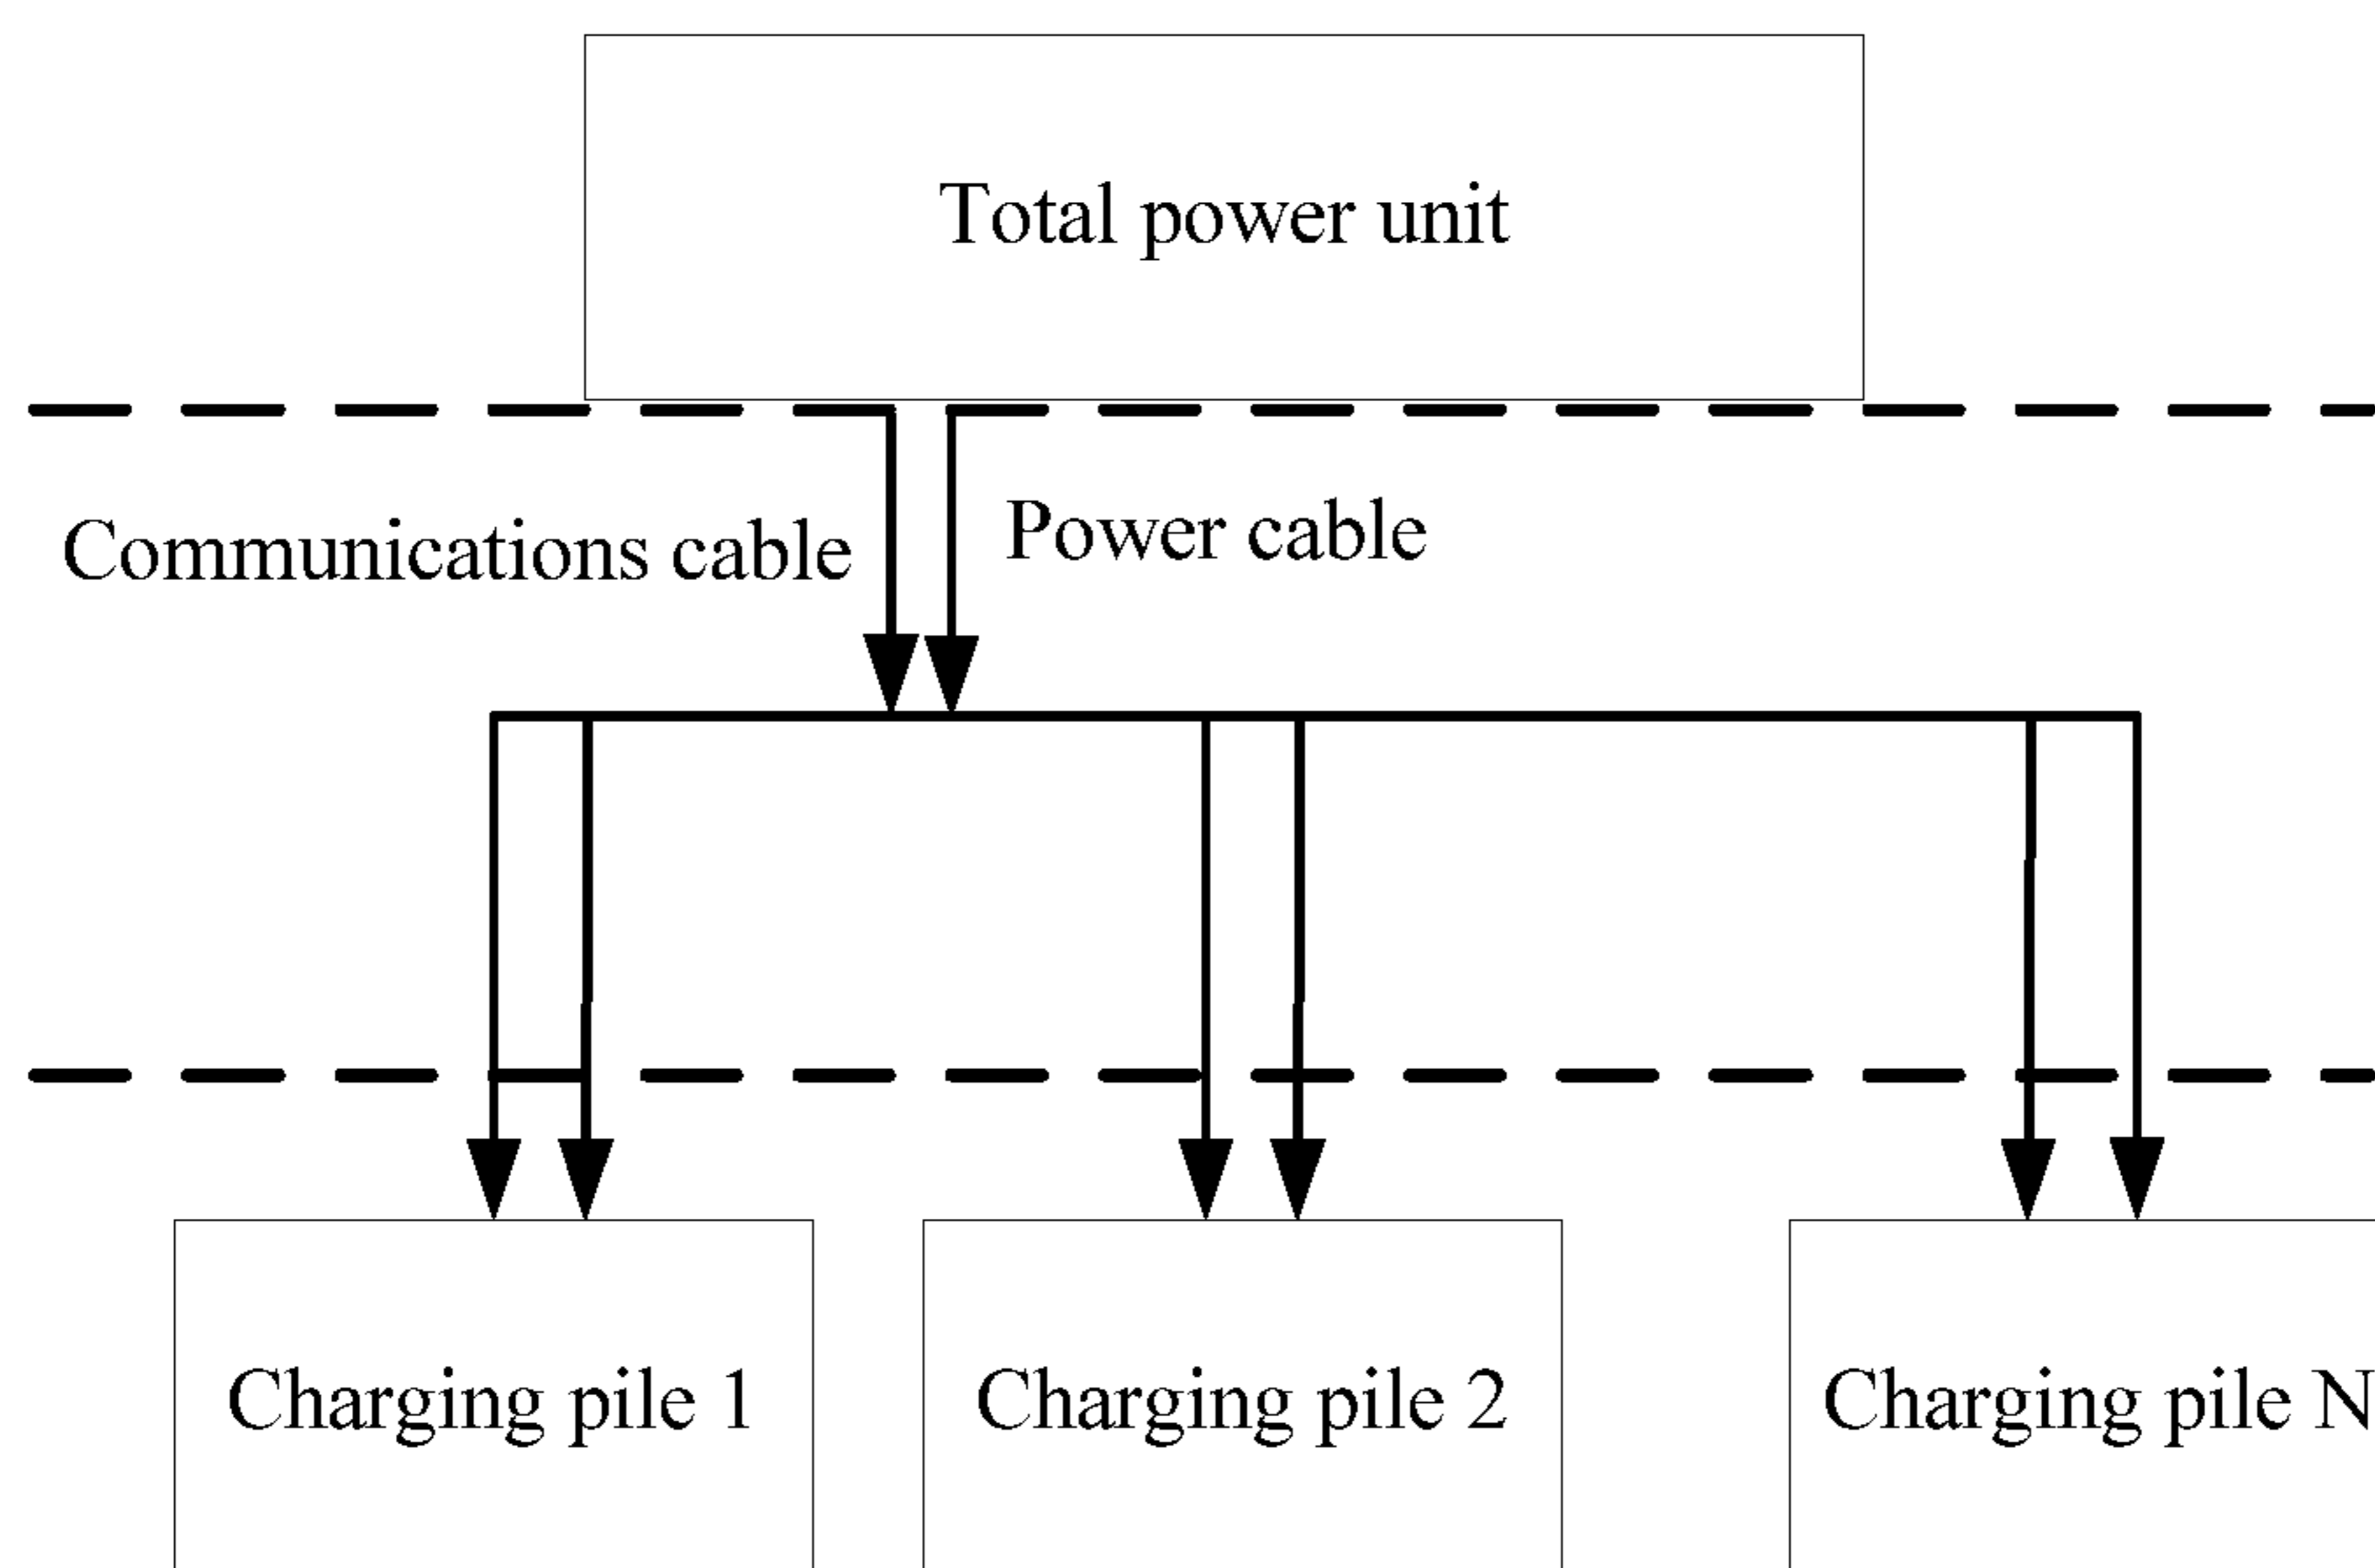 Total power unit
Communications cable
Power cable
Charging pile 1
Charging pile 2
Charging pile N